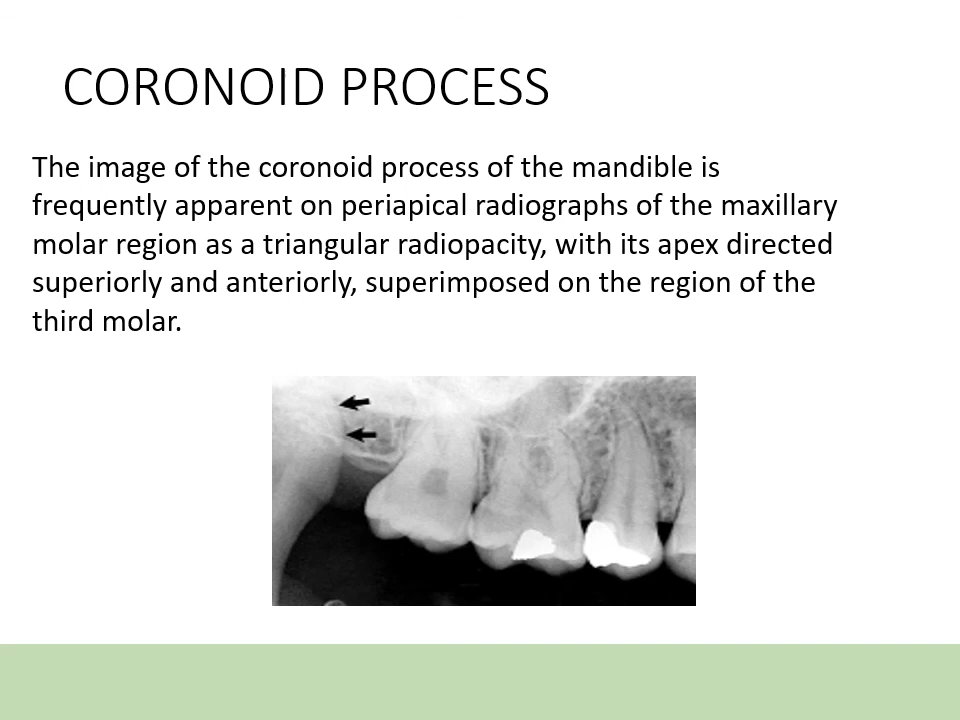 CORONOID PROCESS
The image of the coronoid process of the mandible is
frequently apparent on periapical radiographs of the maxillary
molar region as a triangular radiopacity, with its apex directed
superiorly and anteriorly, superimposed on the region of the
third molar.